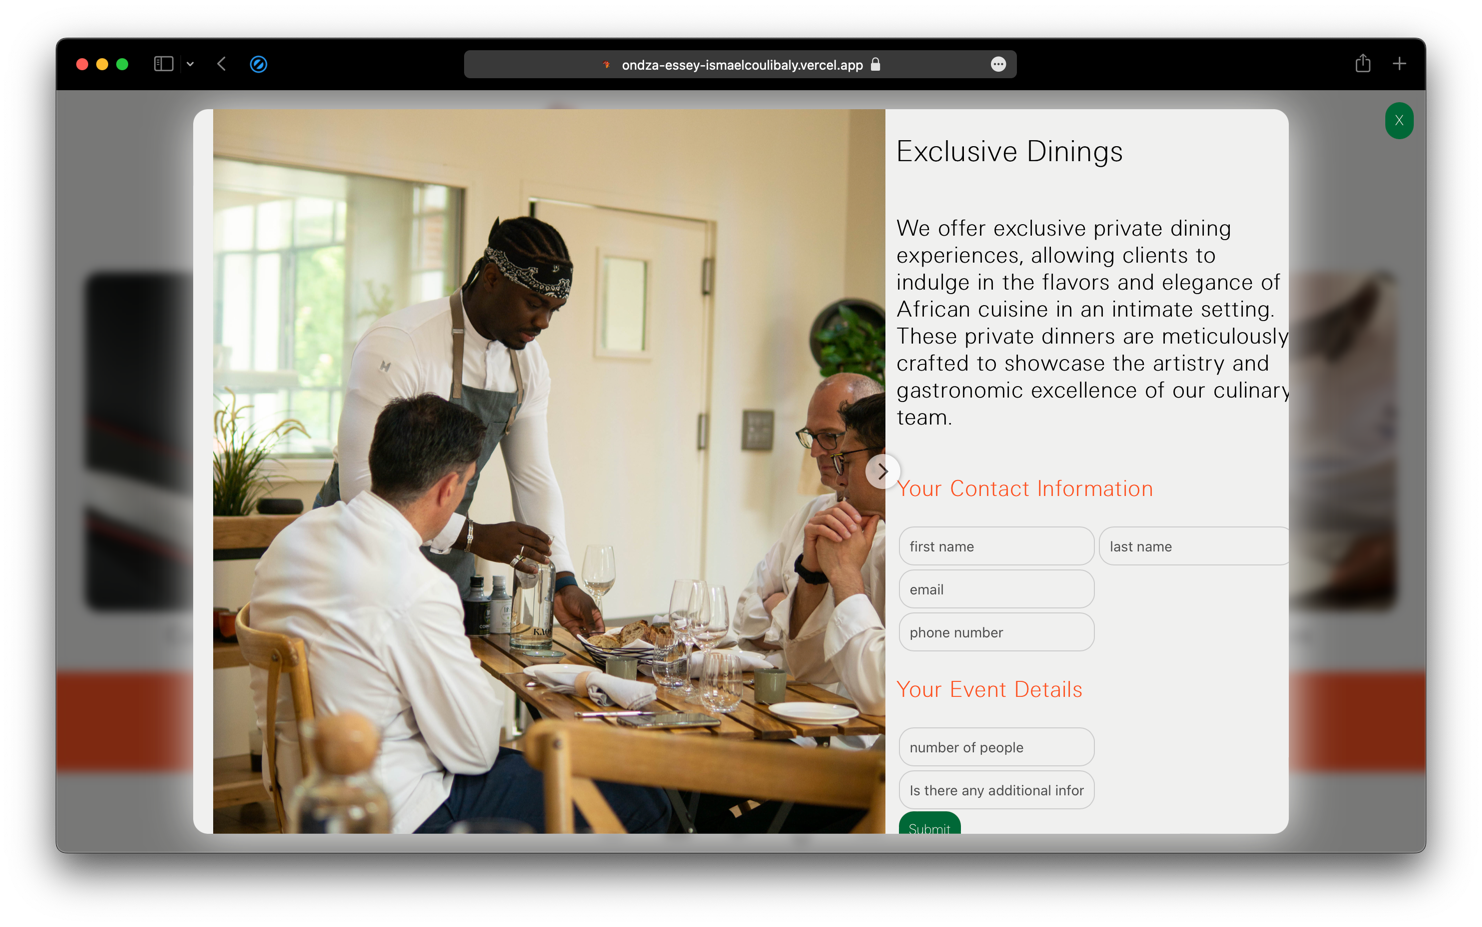 ondza-essey-ismaelcoulibaly.vercel.app
X
Exclusive Dinings
We offer exclusive private dining
experiences, allowing clients to
indulge in the flavors and elegance of
African cuisine in an intimate setting.
These private dinners are meticulously
crafted to showcase the artistry and
gastronomic excellence of our culinary
team.
Your Contact Information
first name
last name
email
phone number
Your Event Details
number of people
Is there any additional infor
Submit